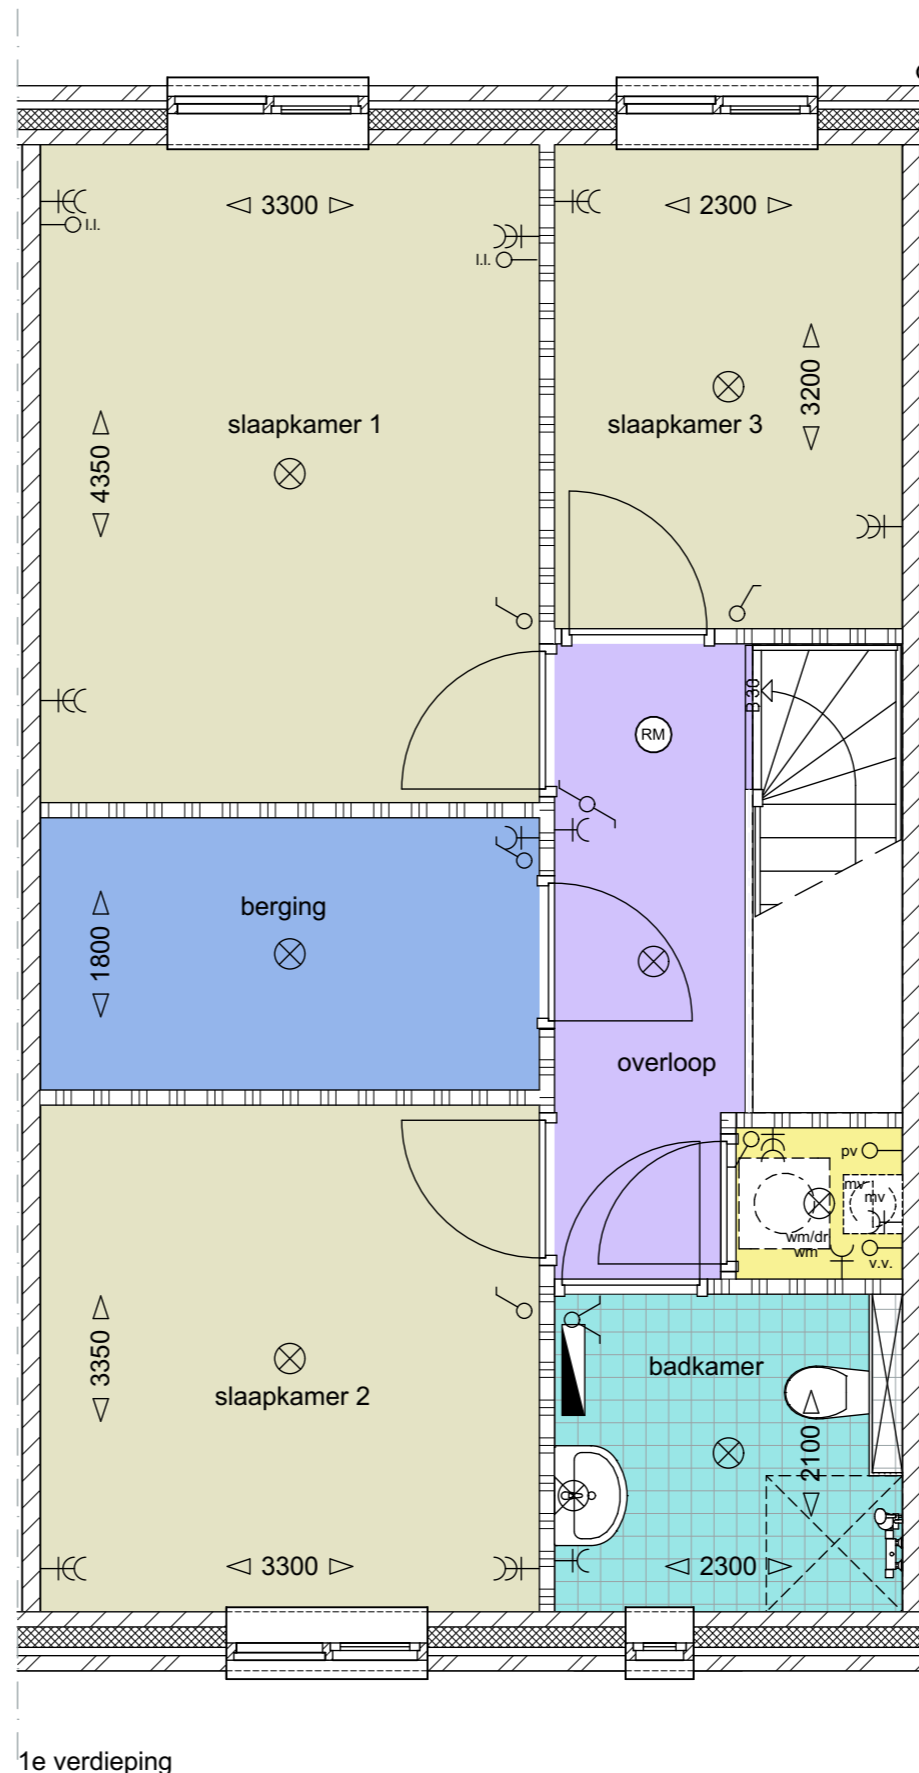 3300
2300
l.l.
l.l.
3200
slaapkamer 1
slaapkamer 3
4350
B 30
RM
berging
1800
overloop
pv
mv
mv
wm/dr
wm
v.v.
3350
slaapkamer 2
badkamer
2100
3300
2300
1e verdieping